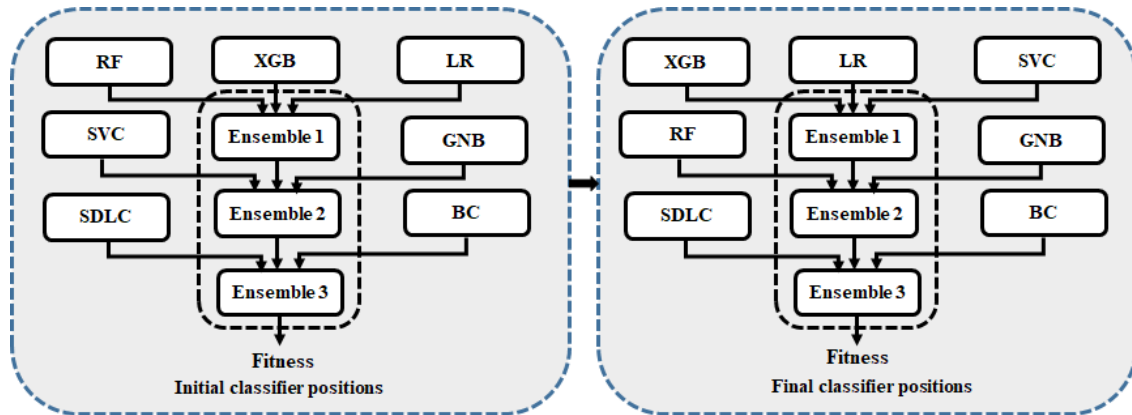 RF
XGB
LR
Ensemble 1
SVC
GNB
Ensemble 2
SDLC
BC
Ensemble 3
Fitness
Initial classifier positions
XGB
LR
SVC
Ensemble 1
RF
GNB
Ensemble 2
SDLC
BC
Ensemble 3
Fitness
Final classifier positions